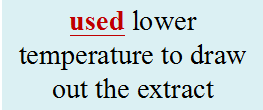 used lower
temperature to draw
out the extract